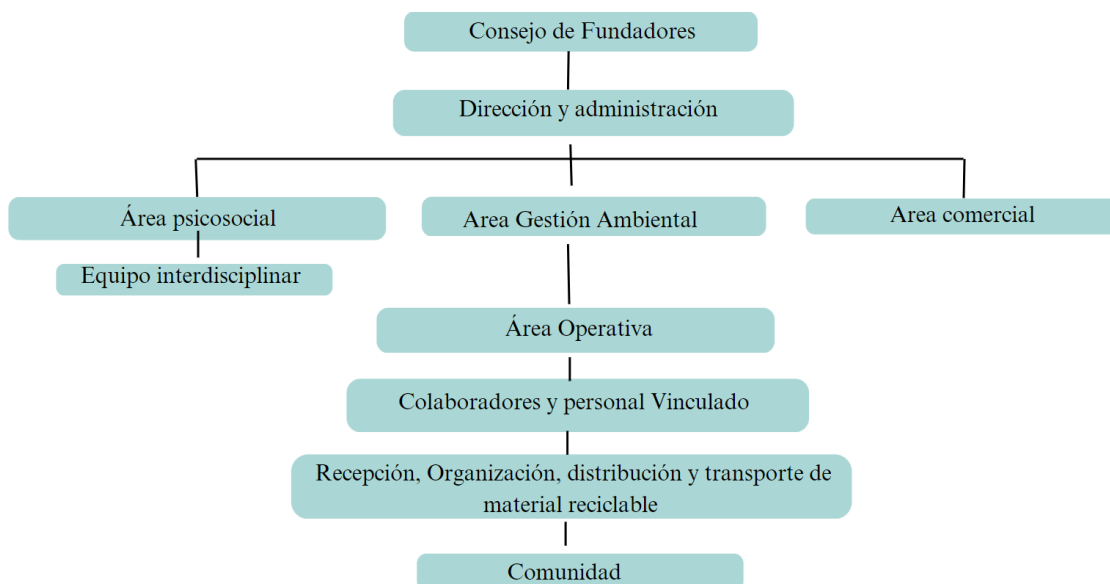 Consejo de Fundadores
Dirección y administración
Área psicosocial
Area Gestión Ambiental
Area comercial
Equipo interdisciplinar
Área Operativa
Colaboradores y personal Vinculado
Recepción, Organización, distribución y transporte de
material reciclable
Comunidad